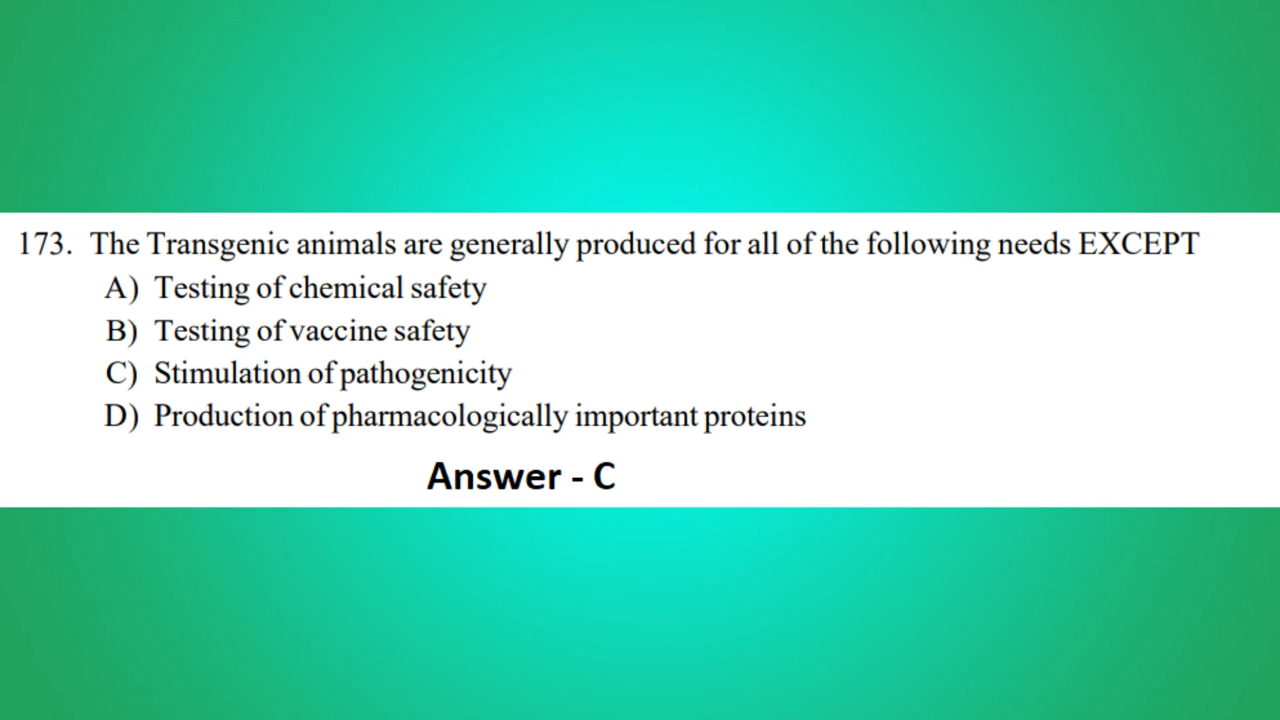 173. The Transgenic animals are generally produced for all of the following needs EXCEPT
A) Testing of chemical safety
B) Testing of vaccine safety
C) Stimulation of pathogenicity
D) Production of pharmacologically important proteins
Answer - C